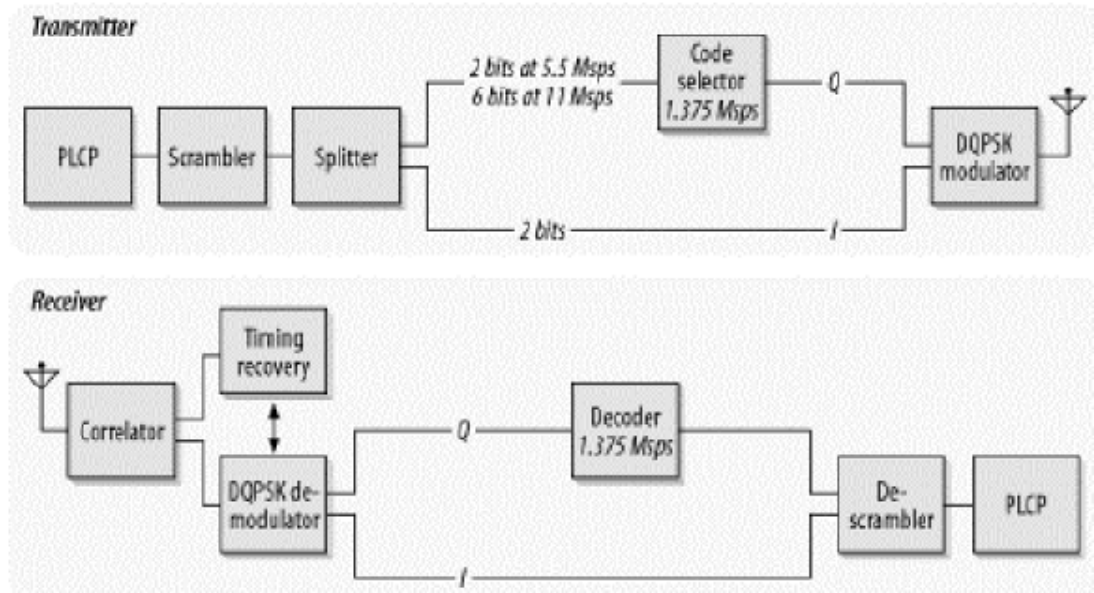 Transmitter
2 bits at 5.5 Msps
6 bits at 11 Msps
Code
selector
1.375 Msps
Q
PLCP
Scrambler
Splitter
DQPSK
modulator
2 bits
I
Receiver
Timing
recovery
Correlator
Q
Decoder
1.375 Msps
DQPSK de-
modulator
De-
scrambler
PLCP
I